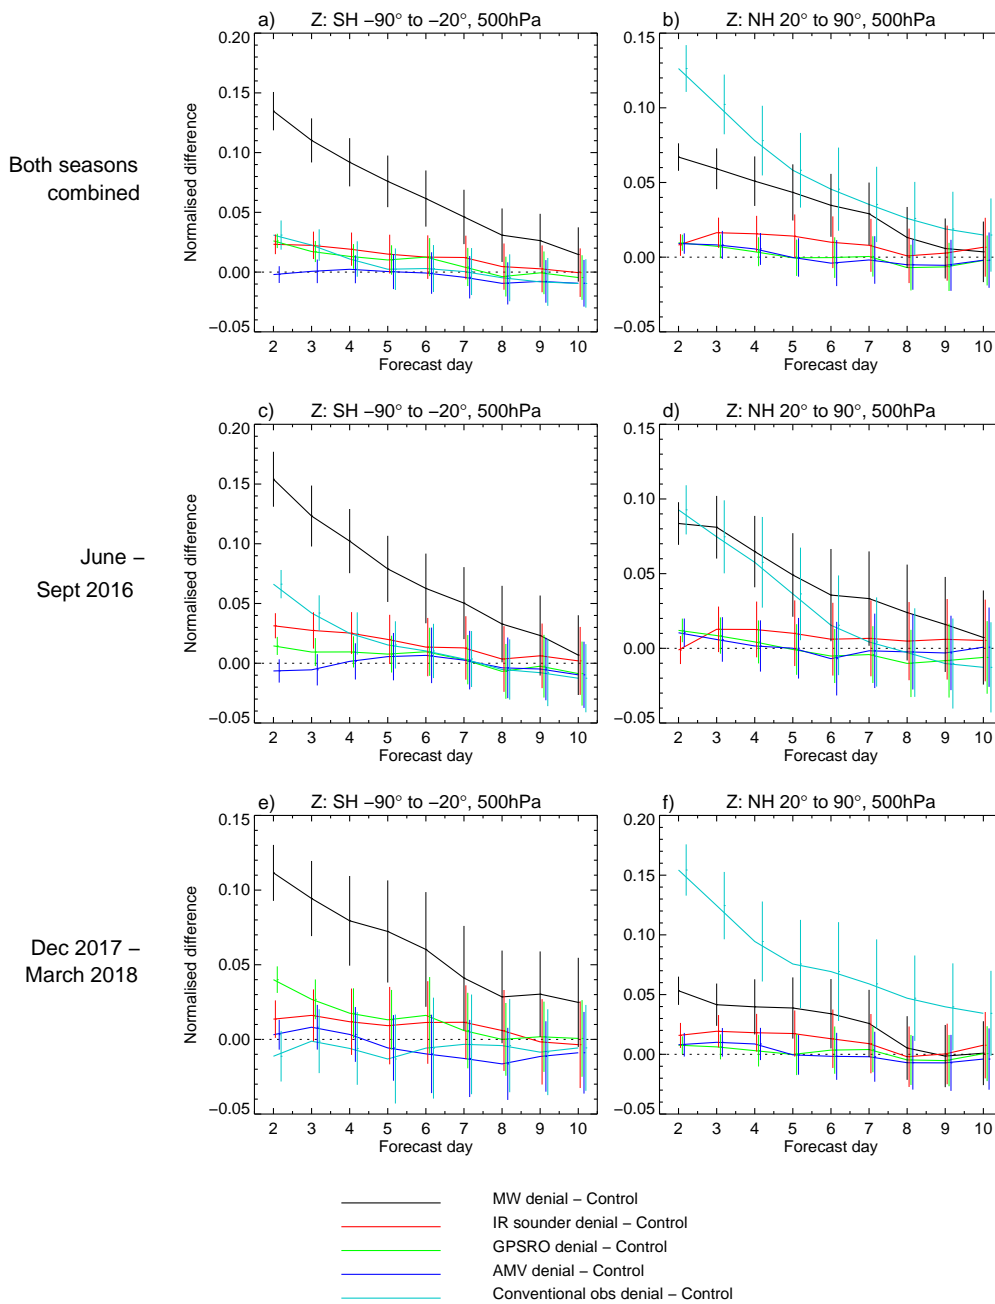 a) Z: SH −90° to −20°, 500hPa
0.20
0.15
0.10
0.05
0.00
−0.05
Normalised difference
2 3 4 5 6 7 8 9 10
Forecast day
b) Z: NH 20° to 90°, 500hPa
0.15
0.10
0.05
0.00
−0.05
2 3 4 5 6 7 8 9 10
Forecast day
Both seasons
combined
c) Z: SH −90° to −20°, 500hPa
0.20
0.15
0.10
0.05
0.00
−0.05
Normalised difference
2 3 4 5 6 7 8 9 10
Forecast day
d) Z: NH 20° to 90°, 500hPa
0.15
0.10
0.05
0.00
−0.05
2 3 4 5 6 7 8 9 10
Forecast day
June −
Sept 2016
e) Z: SH −90° to −20°, 500hPa
0.15
0.10
0.05
0.00
−0.05
Normalised difference
2 3 4 5 6 7 8 9 10
Forecast day
f) Z: NH 20° to 90°, 500hPa
0.20
0.15
0.10
0.05
0.00
−0.05
2 3 4 5 6 7 8 9 10
Forecast day
Dec 2017 −
March 2018
MW denial − Control
IR sounder denial − Control
GPSRO denial − Control
AMV denial − Control
Conventional obs denial − Control